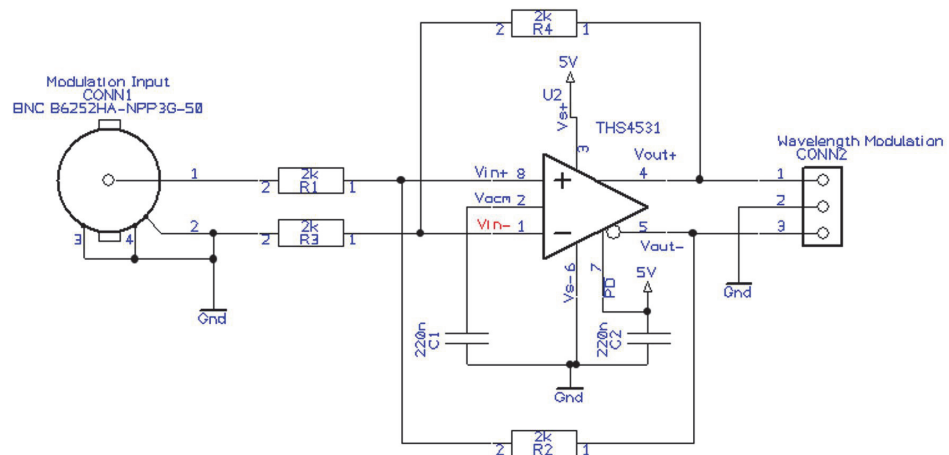 2k
2 R4 1
5V
U2
Vs+
3
THS4531
Modulation Input
CONN1
BNC B6252HA-NPP3G-50
Wavelength Modulation
CONN2
1
2k
2 R1 1
Vin+ 8
+
Vout+
4
1
Vocm 2
2
2
2k
2 R3 1
Vin- 1
-
5
Vout-
3
3
4
Vs- 6
7
PD
5V
Gnd
Gnd
220n
C1
220n
C2
Gnd
2k
2 R2 1